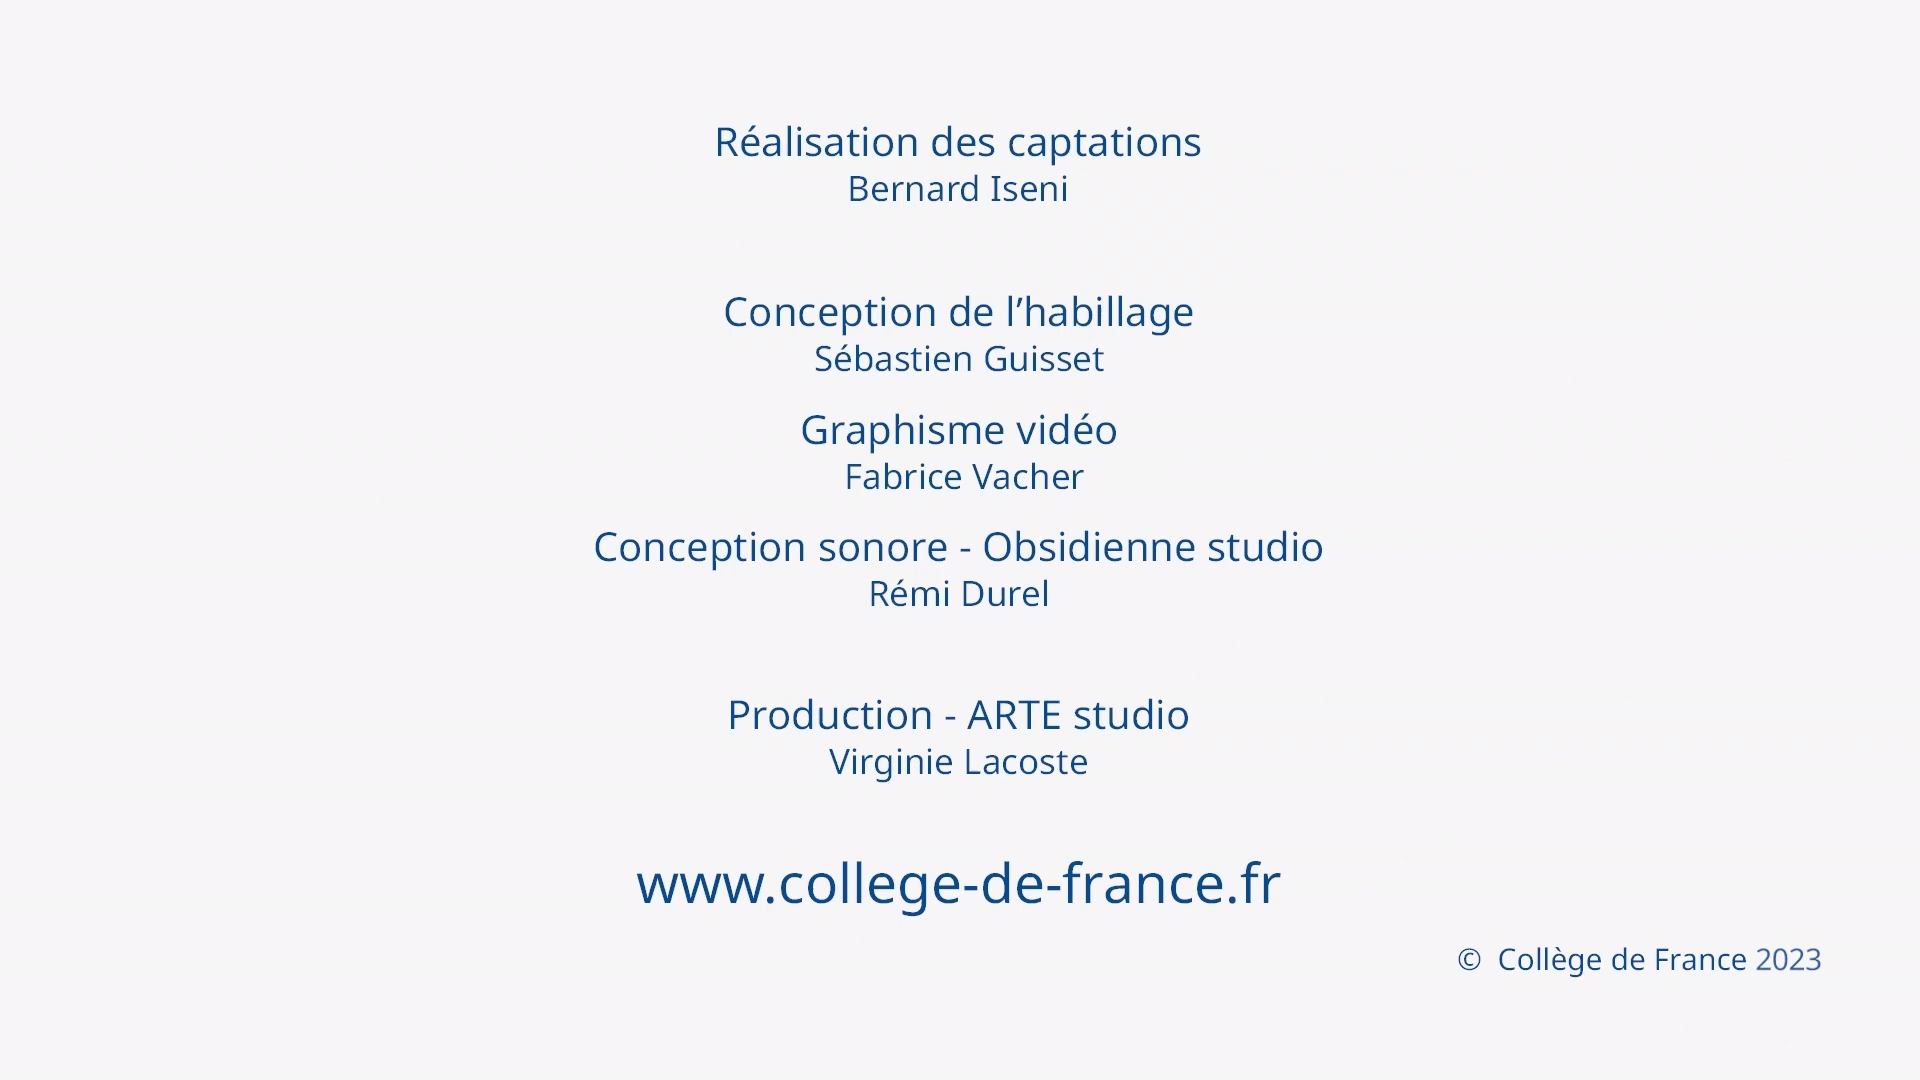 Réalisation des captations
Bernard Iseni
Conception de l’habillage
Sébastien Guisset
Graphisme vidéo
Fabrice Vacher
Conception sonore - Obsidienne studio
Rémi Durel
Production - ARTE studio
Virginie Lacoste
www.college-de-france.fr
© Collège de France 2023